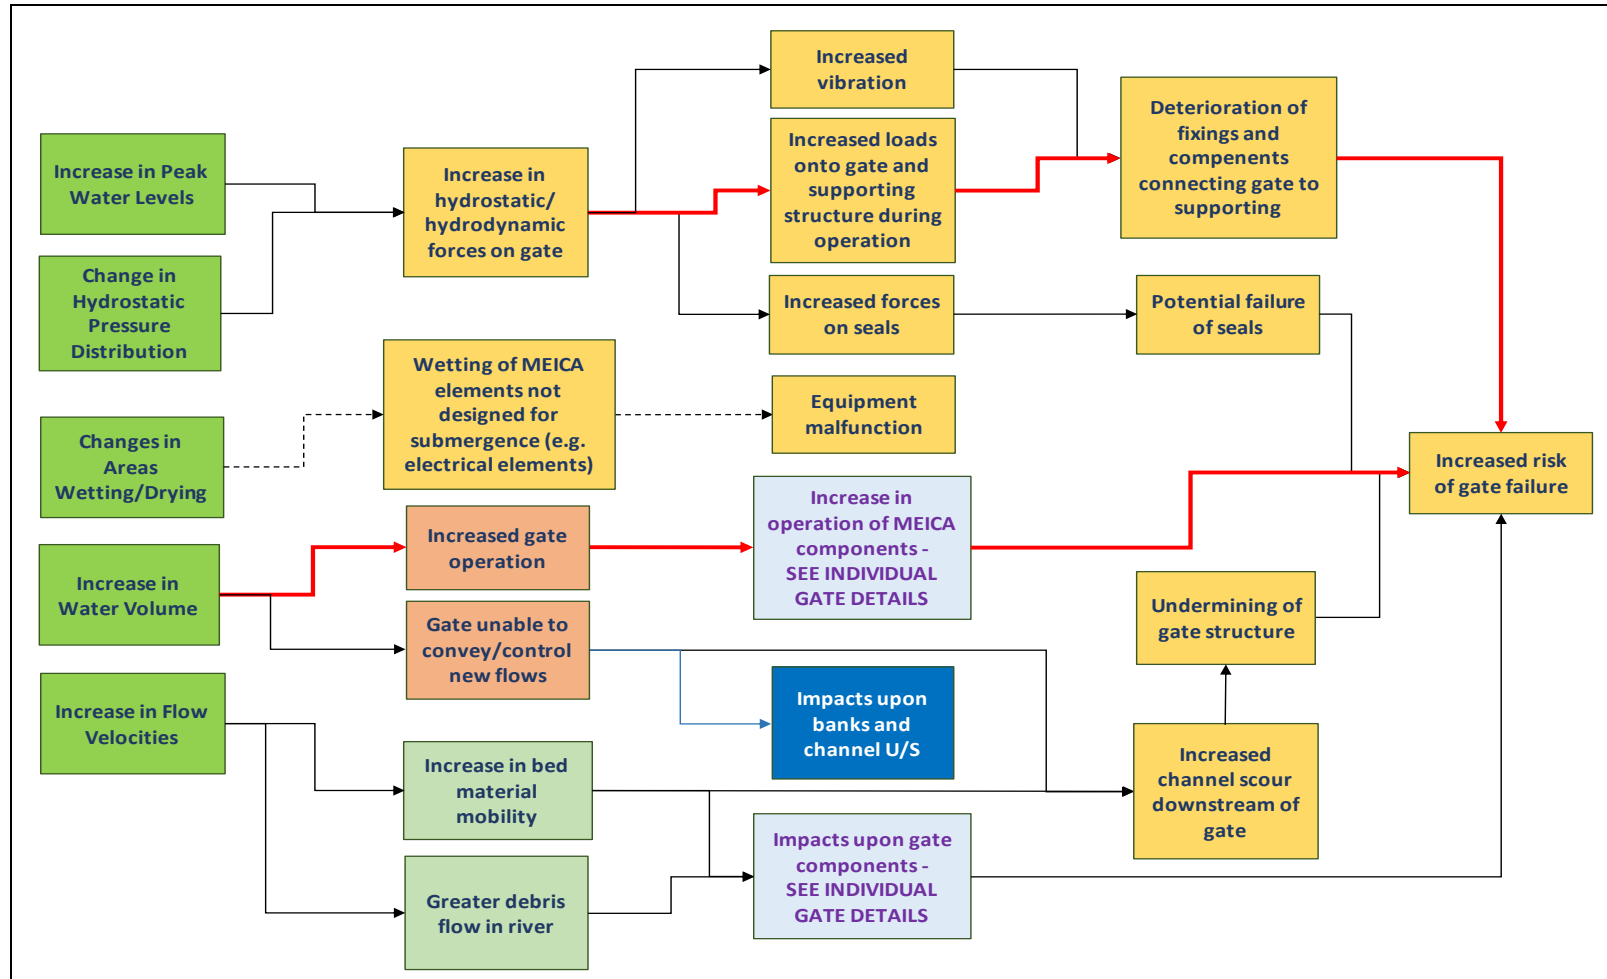 Increased
vibration
Deterioration of
fixings and
compenents
connecting gate to
supporting
Increase in Peak
Water Levels
Increase in
hydrostatic/
hydrodynamic
forces on gate
Increased loads
onto gate and
supporting
structure during
operation
Change in
Hydrostatic
Pressure
Distribution
Increased forces
on seals
Potential failure
of seals
Wetting of MEICA
elements not
designed for
submergence (e.g.
electrical elements)
Equipment
malfunction
Changes in
Areas
Wetting/Drying
Increased risk
of gate failure
Increased gate
operation
Increase in
operation of MEICA
components -
SEE INDIVIDUAL
GATE DETAILS
Increase in
Water Volume
Gate unable to
convey/control
new flows
Undermining of
gate structure
Increase in Flow
Velocities
Impacts upon
banks and
channel U/S
Increase in bed
material
mobility
Increased
channel scour
downstream of
gate
Impacts upon gate
components -
SEE INDIVIDUAL
GATE DETAILS
Greater debris
flow in river